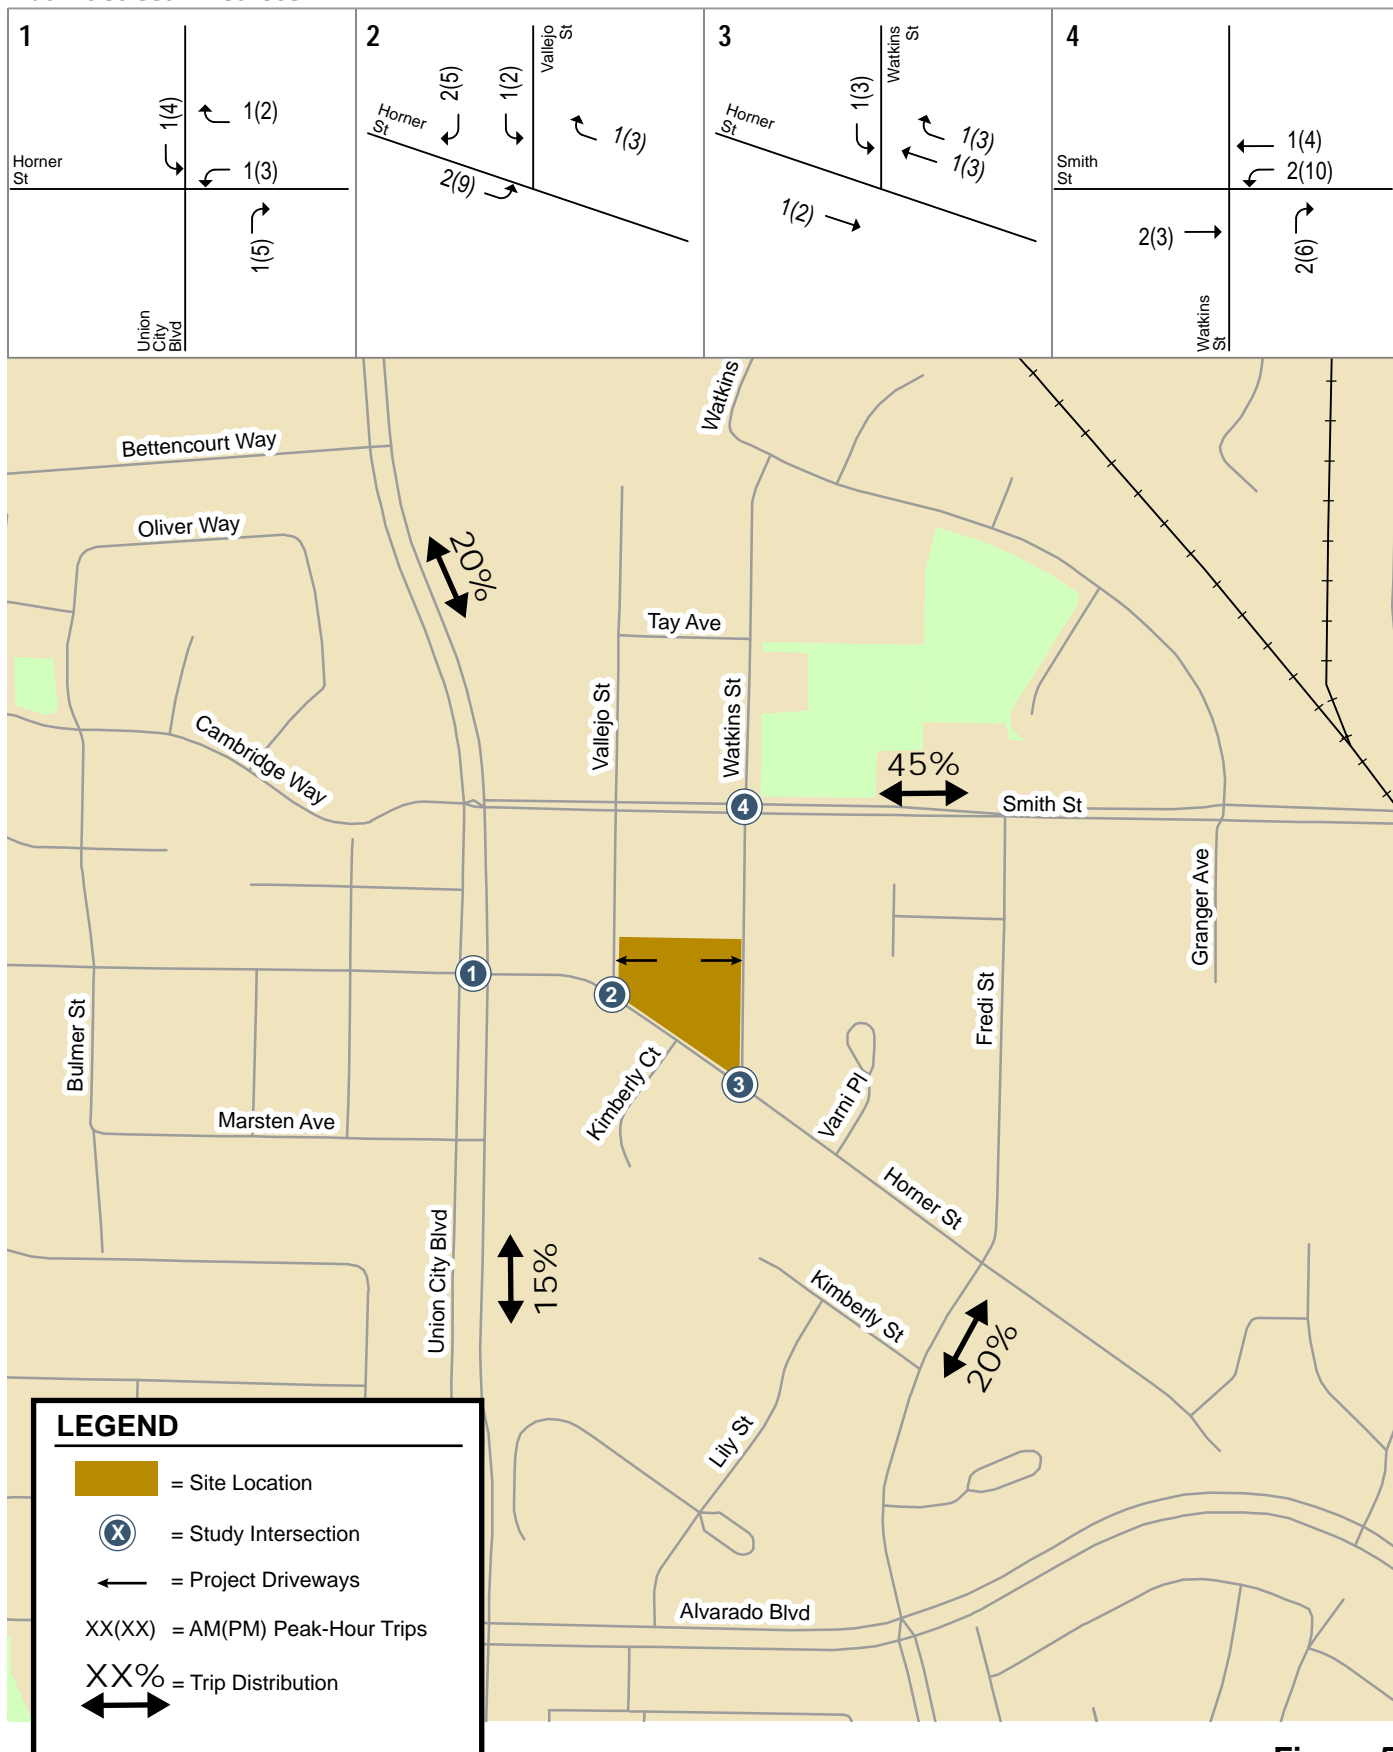 1
1(4)
1(2)
1(3)
1(5)
Horner
St
Union
City
Blvd
2
2(5)
1(2)
Vallejo
St
Horner
St
1(3)
2(9)
3
Watkins
St
1(3)
Horner
St
1(3)
1(3)
1(2)
4
1(4)
Smith
St
2(10)
2(3)
2(6)
Watkins
St
Watkins
Bettencourt Way
Oliver Way
20%
Tay Ave
Vallejo St
Watkins St
Cambridge Way
45%
4
Smith St
Granger Ave
1
2
Fredi St
Bulmer St
Kimberly Ct
3
Varni Pl
Marsten Ave
Horner St
Union City Blvd
15%
Kimberly St
20%
Lily St
Alvarado Blvd
LEGEND
= Site Location
X = Study Intersection
= Project Driveways
XX(XX) = AM(PM) Peak-Hour Trips
XX% = Trip Distribution